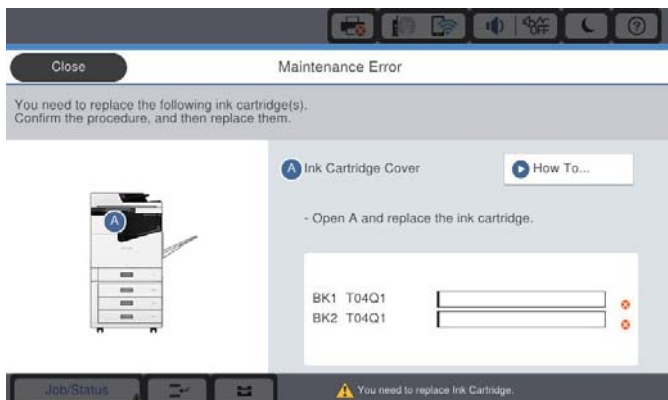 OFF
Close
Maintenance Error
You need to replace the following ink cartridge(s).
Confirm the procedure, and then replace them.
A Ink Cartridge Cover
How To...
A
- Open A and replace the ink cartridge.
BK1 T04Q1
BK2 T04Q1
Job/Status
You need to replace Ink Cartridge.